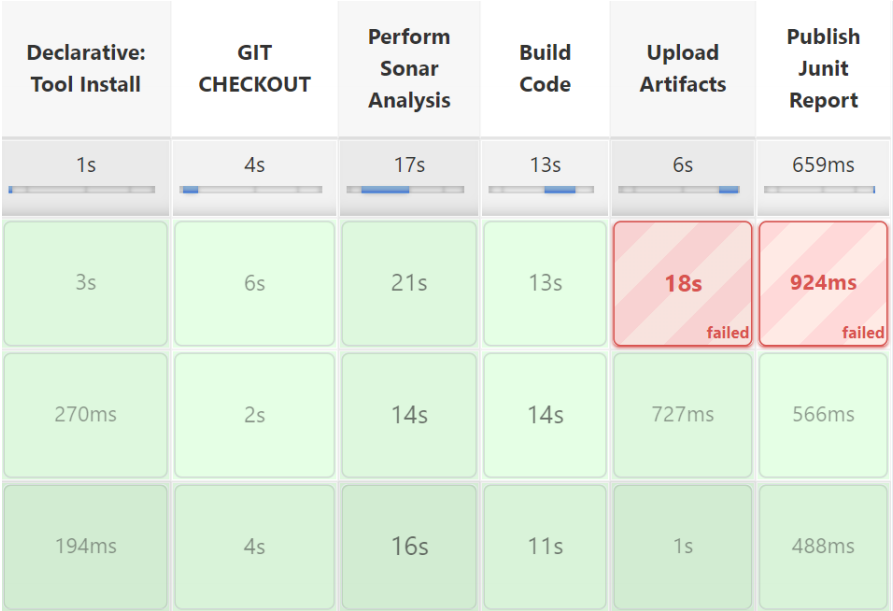 Declarative:
Tool Install
GIT
CHECKOUT
Perform
Sonar
Analysis
Build
Code
Upload
Artifacts
Publish
Junit
Report
1s
4s
17s
13s
6s
659ms
3s
6s
21s
13s
18s
failed
924ms
failed
270ms
2s
14s
14s
727ms
566ms
194ms
4s
16s
11s
1s
488ms